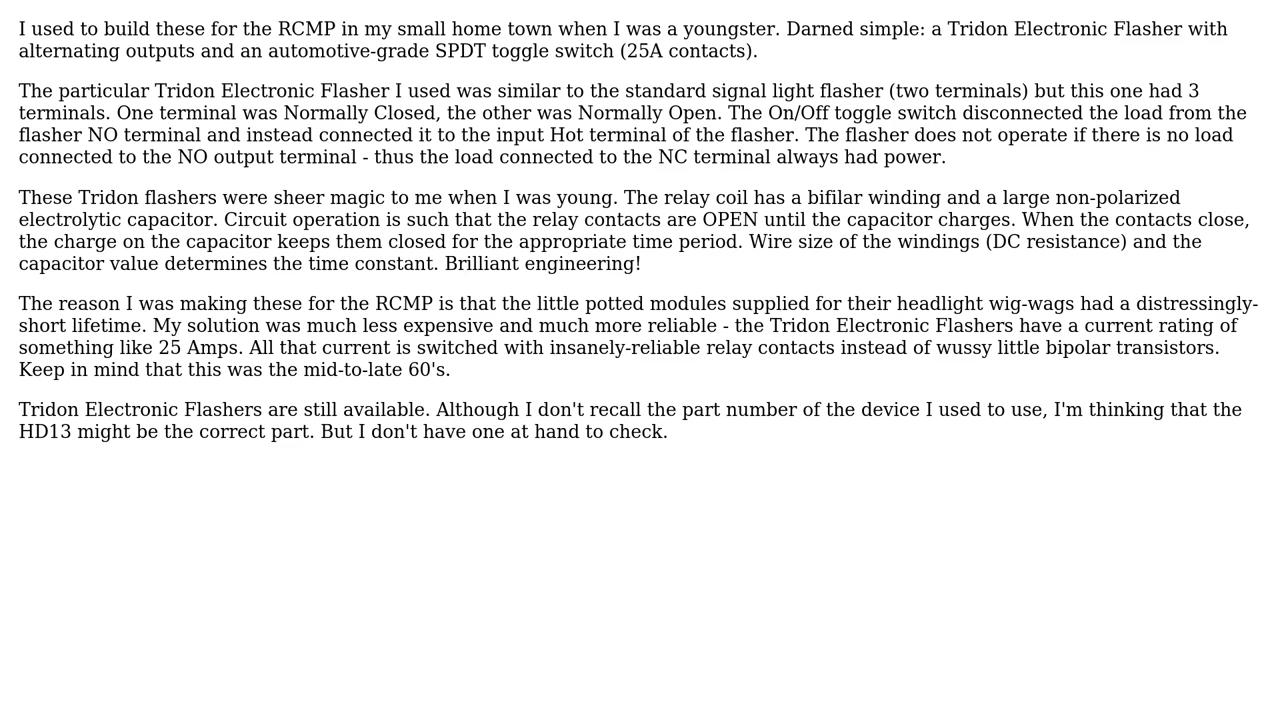 I used to build these for the RCMP in my small home town when I was a youngster. Darned simple: a Tridon Electronic Flasher with
alternating outputs and an automotive-grade SPDT toggle switch (25A contacts).
The particular Tridon Electronic Flasher I used was similar to the standard signal light flasher (two terminals) but this one had 3
terminals. One terminal was Normally Closed, the other was Normally Open. The On/Off toggle switch disconnected the load from the
flasher NO terminal and instead connected it to the input Hot terminal of the flasher. The flasher does not operate if there is no load
connected to the NO output terminal - thus the load connected to the NC terminal always had power.
These Tridon flashers were sheer magic to me when I was young. The relay coil has a bifilar winding and a large non-polarized
electrolytic capacitor. Circuit operation is such that the relay contacts are OPEN until the capacitor charges. When the contacts close,
the charge on the capacitor keeps them closed for the appropriate time period. Wire size of the windings (DC resistance) and the
capacitor value determines the time constant. Brilliant engineering!
The reason I was making these for the RCMP is that the little potted modules supplied for their headlight wig-wags had a distressingly-
short lifetime. My solution was much less expensive and much more reliable - the Tridon Electronic Flashers have a current rating of
something like 25 Amps. All that current is switched with insanely-reliable relay contacts instead of wussy little bipolar transistors.
Keep in mind that this was the mid-to-late 60's.
Tridon Electronic Flashers are still available. Although I don't recall the part number of the device I used to use, I'm thinking that the
HD13 might be the correct part. But I don't have one at hand to check.